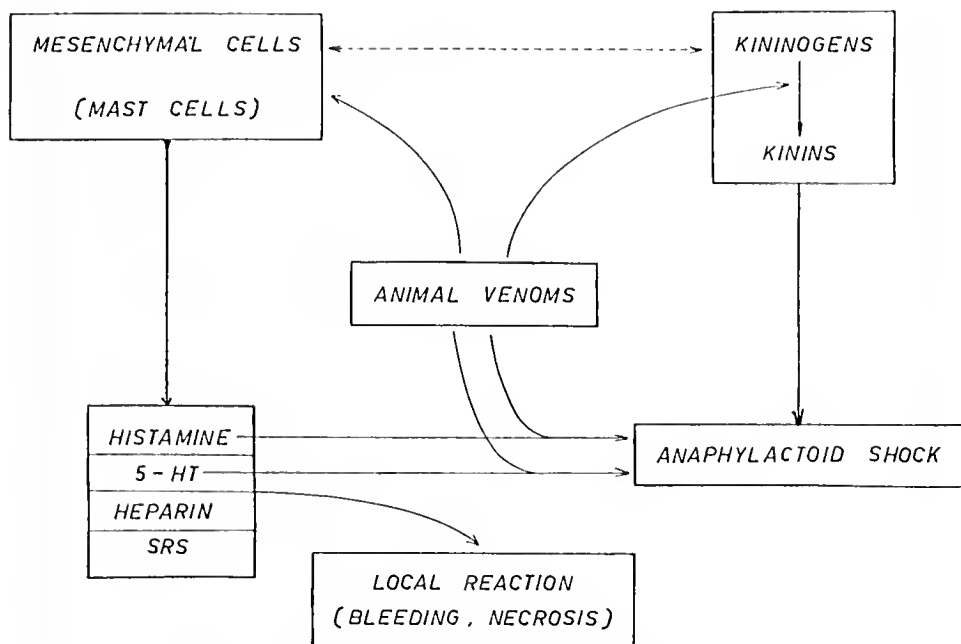 MESENCHYMAL CELLS
(MAST CELLS)
KININOGENS
KININS
ANIMAL VENOMS
HISTAMINE
5-HT
HEPARIN
SRS
ANAPHYLACTOID SHOCK
LOCAL REACTION
(BLEEDING, NECROSIS)